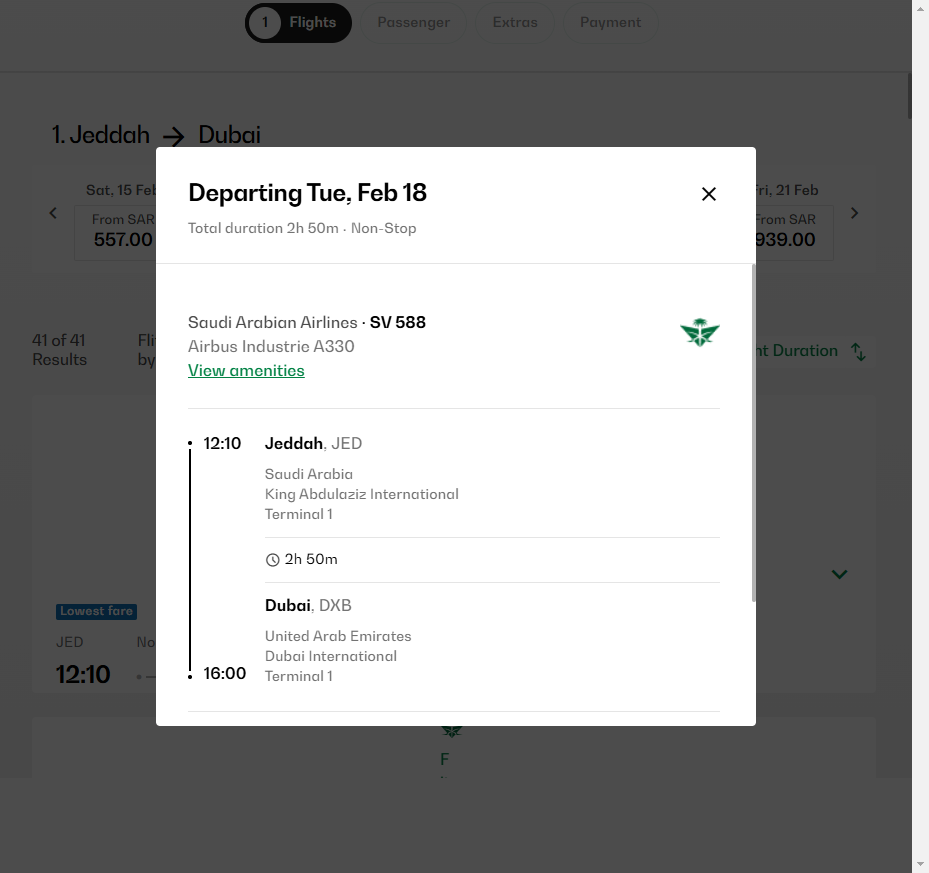 1 Flights Passenger Extras Payment
1. Jeddah → Dubai
Departing Tue, Feb 18
Total duration 2h 50m · Non-Stop
Sat, 15 Feb
From SAR
557.00
Fri, 21 Feb
From SAR
939.00
41 of 41
Results
by
Duration
Saudi Arabian Airlines · SV 588
Airbus Industrie A330
View amenities
12:10 Jeddah, JED
Saudi Arabia
King Abdulaziz International
Terminal 1
2h 50m
Dubai, DXB
United Arab Emirates
Dubai International
16:00 Terminal 1
Lowest fare
JED
12:10
F